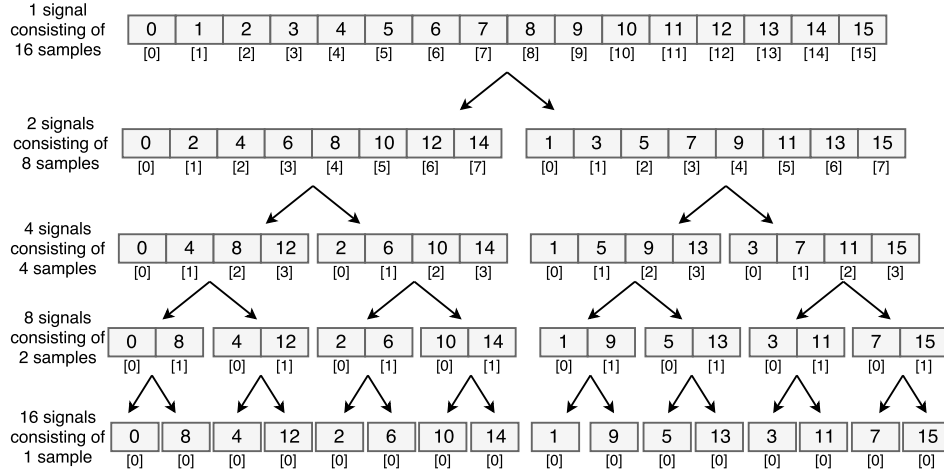 1 signal
consisting of
16 samples
0 1 2 3 4 5 6 7 8 9 10 11 12 13 14 15
[0] [1] [2] [3] [4] [5] [6] [7] [8] [9] [10] [11] [12] [13] [14] [15]
2 signals
consisting of
8 samples
0 2 4 6 8 10 12 14 1 3 5 7 9 11 13 15
[0] [1] [2] [3] [4] [5] [6] [7] [0] [1] [2] [3] [4] [5] [6] [7]
4 signals
consisting of
4 samples
0 4 8 12 2 6 10 14 1 5 9 13 3 7 11 15
[0] [1] [2] [3] [0] [1] [2] [3] [0] [1] [2] [3] [0] [1] [2] [3]
8 signals
consisting of
2 samples
0 8 4 12 2 6 10 14 1 9 5 13 3 11 7 15
[0] [1] [0] [1] [0] [1] [0] [1] [0] [1] [0] [1] [0] [1] [0] [1]
16 signals
consisting of
1 sample
0 8 4 12 2 6 10 14 1 9 5 13 3 11 7 15
[0] [0] [0] [0] [0] [0] [0] [0] [0] [0] [0] [0] [0] [0] [0] [0]